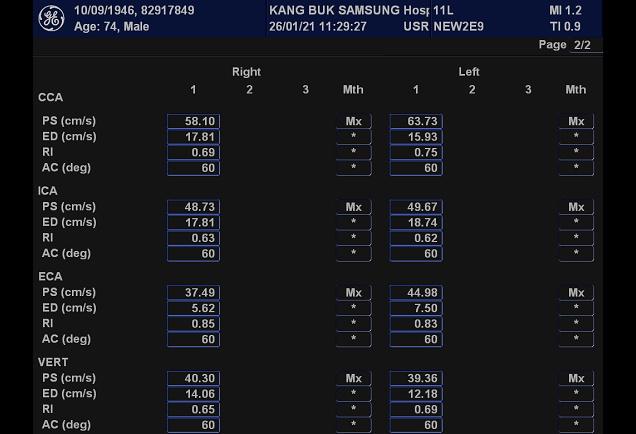 10/09/1946, 82917849 KANG BUK SAMSUNG Hosp 11L MI 1.2
Age: 74, Male 26/01/21 11:29:27 USR NEW2E9 TI 0.9
Page 2/2
Right Left
1 2 3 Mth 1 2 3 Mth
CCA
PS (cm/s) 58.10 Mx 63.73 Mx
ED (cm/s) 17.81 * 15.93 *
RI 0.69 * 0.75 *
AC (deg) 60 * 60 *
ICA
PS (cm/s) 48.73 Mx 49.67 Mx
ED (cm/s) 17.81 * 18.74 *
RI 0.63 * 0.62 *
AC (deg) 60 * 60 *
ECA
PS (cm/s) 37.49 Mx 44.98 Mx
ED (cm/s) 5.62 * 7.50 *
RI 0.85 * 0.83 *
AC (deg) 60 * 60 *
VERT
PS (cm/s) 40.30 Mx 39.36 Mx
ED (cm/s) 14.06 * 12.18 *
RI 0.65 * 0.69 *
AC (deg) 60 * 60 *